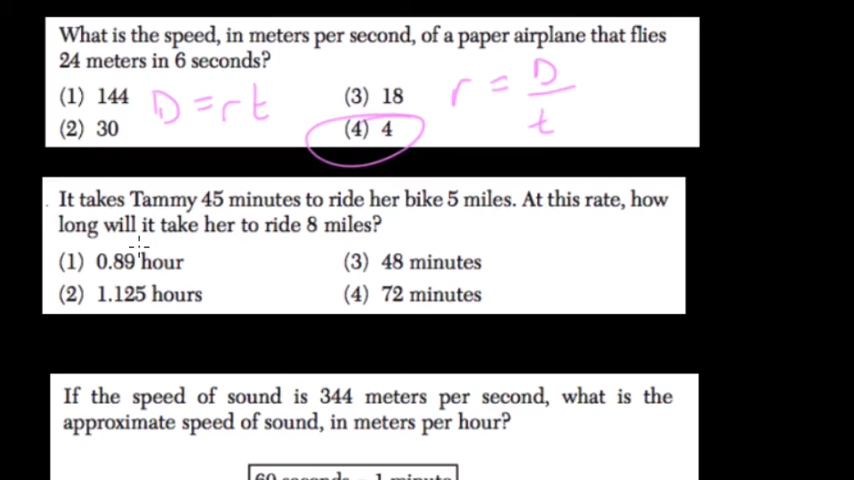 What is the speed, in meters per second, of a paper airplane that flies
24 meters in 6 seconds?
(1) 144 (3) 18
D = rt r = D/t
(2) 30 (4) 4
It takes Tammy 45 minutes to ride her bike 5 miles. At this rate, how
long will it take her to ride 8 miles?
(1) 0.89 hour (3) 48 minutes
(2) 1.125 hours (4) 72 minutes
If the speed of sound is 344 meters per second, what is the
approximate speed of sound, in meters per hour?
60 seconds = 1 minute